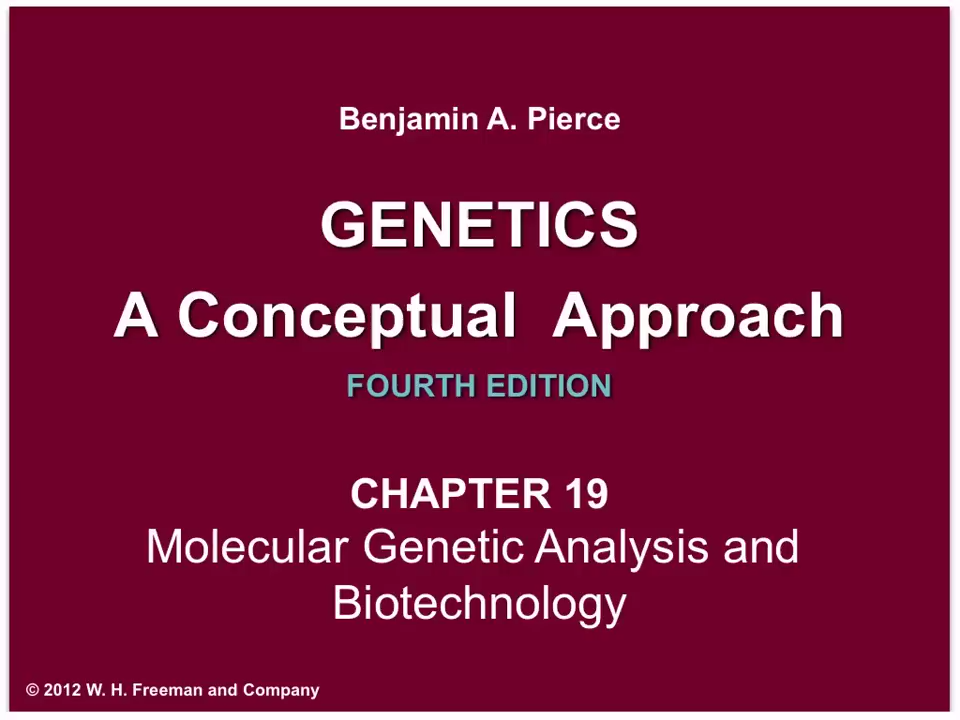 Benjamin A. Pierce
GENETICS
A Conceptual Approach
FOURTH EDITION
CHAPTER 19
Molecular Genetic Analysis and
Biotechnology
© 2012 W. H. Freeman and Company